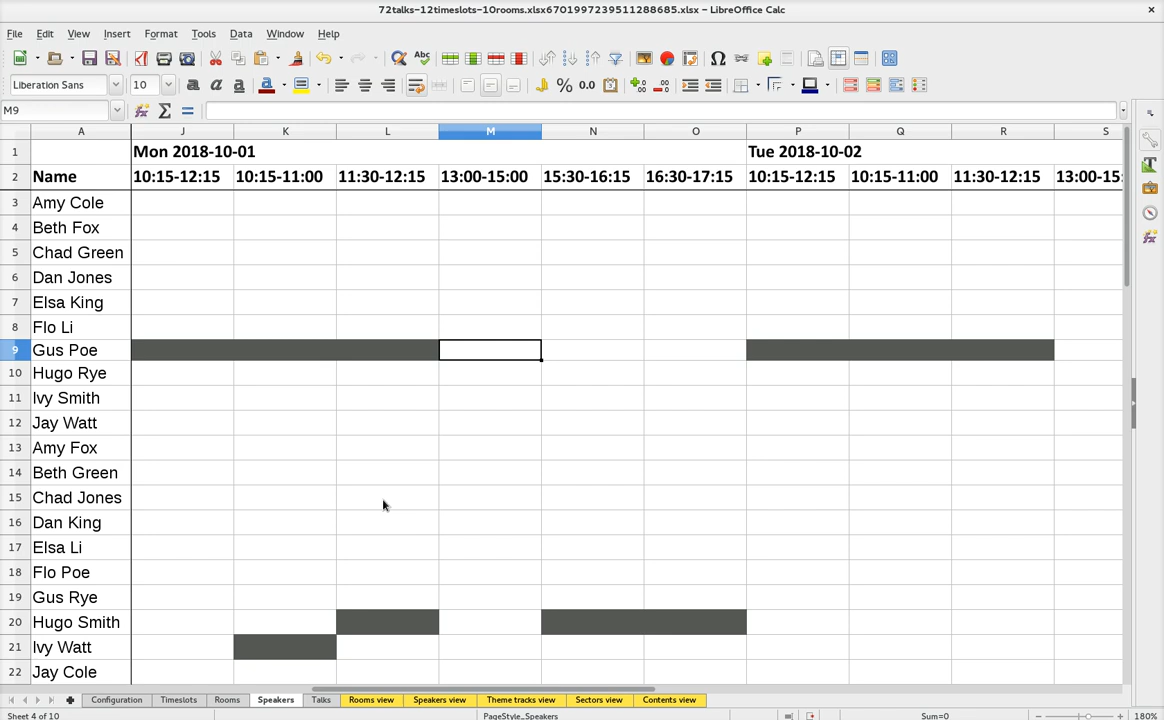 72talks-12timeslots-10rooms.xlsx6701997239511288685.xlsx – LibreOffice Calc
File Edit View Insert Format Tools Data Window Help
Liberation Sans 10
M9
A J K L M N O P Q R S
1 Mon 2018-10-01 Tue 2018-10-02
2 Name 10:15-12:15 10:15-11:00 11:30-12:15 13:00-15:00 15:30-16:15 16:30-17:15 10:15-12:15 10:15-11:00 11:30-12:15 13:00-15:
3 Amy Cole
4 Beth Fox
5 Chad Green
6 Dan Jones
7 Elsa King
8 Flo Li
9 Gus Poe
10 Hugo Rye
11 Ivy Smith
12 Jay Watt
13 Amy Fox
14 Beth Green
15 Chad Jones
16 Dan King
17 Elsa Li
18 Flo Poe
19 Gus Rye
20 Hugo Smith
21 Ivy Watt
22 Jay Cole
Configuration Timeslots Rooms Speakers Talks Rooms view Speakers view Theme tracks view Sectors view Contents view
Sheet 4 of 10 PageStyle_Speakers Sum=0 180%